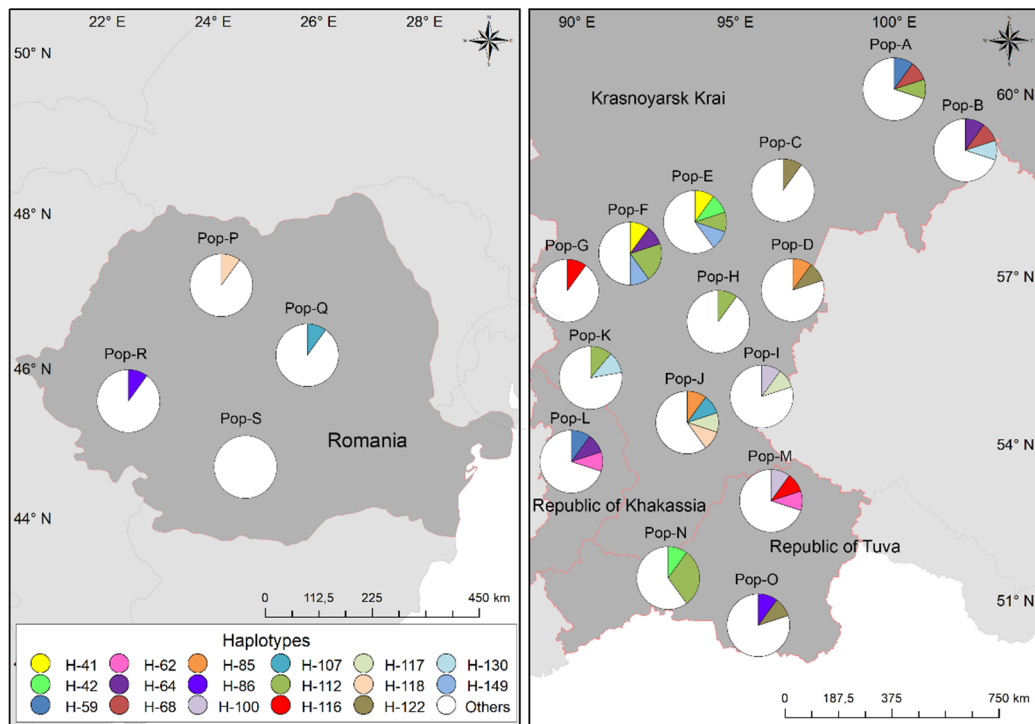 22° E 24° E 26° E 28° E
50° N
48° N
46° N
44° N
Pop-P
Pop-Q
Pop-R
Pop-S
Romania
0 112,5 225 450 km
Haplotypes
H-41 H-62 H-85 H-107 H-117 H-130
H-42 H-64 H-86 H-112 H-118 H-149
H-59 H-68 H-100 H-116 H-122 Others
90° E 95° E 100° E
60° N
57° N
54° N
51° N
Pop-A
Krasnoyarsk Krai
Pop-B
Pop-C
Pop-E
Pop-F
Pop-G
Pop-D
Pop-H
Pop-K
Pop-I
Pop-J
Pop-L
Pop-M
Republic of Khakassia
Pop-N
Republic of Tuva
Pop-O
0 187,5 375 750 km